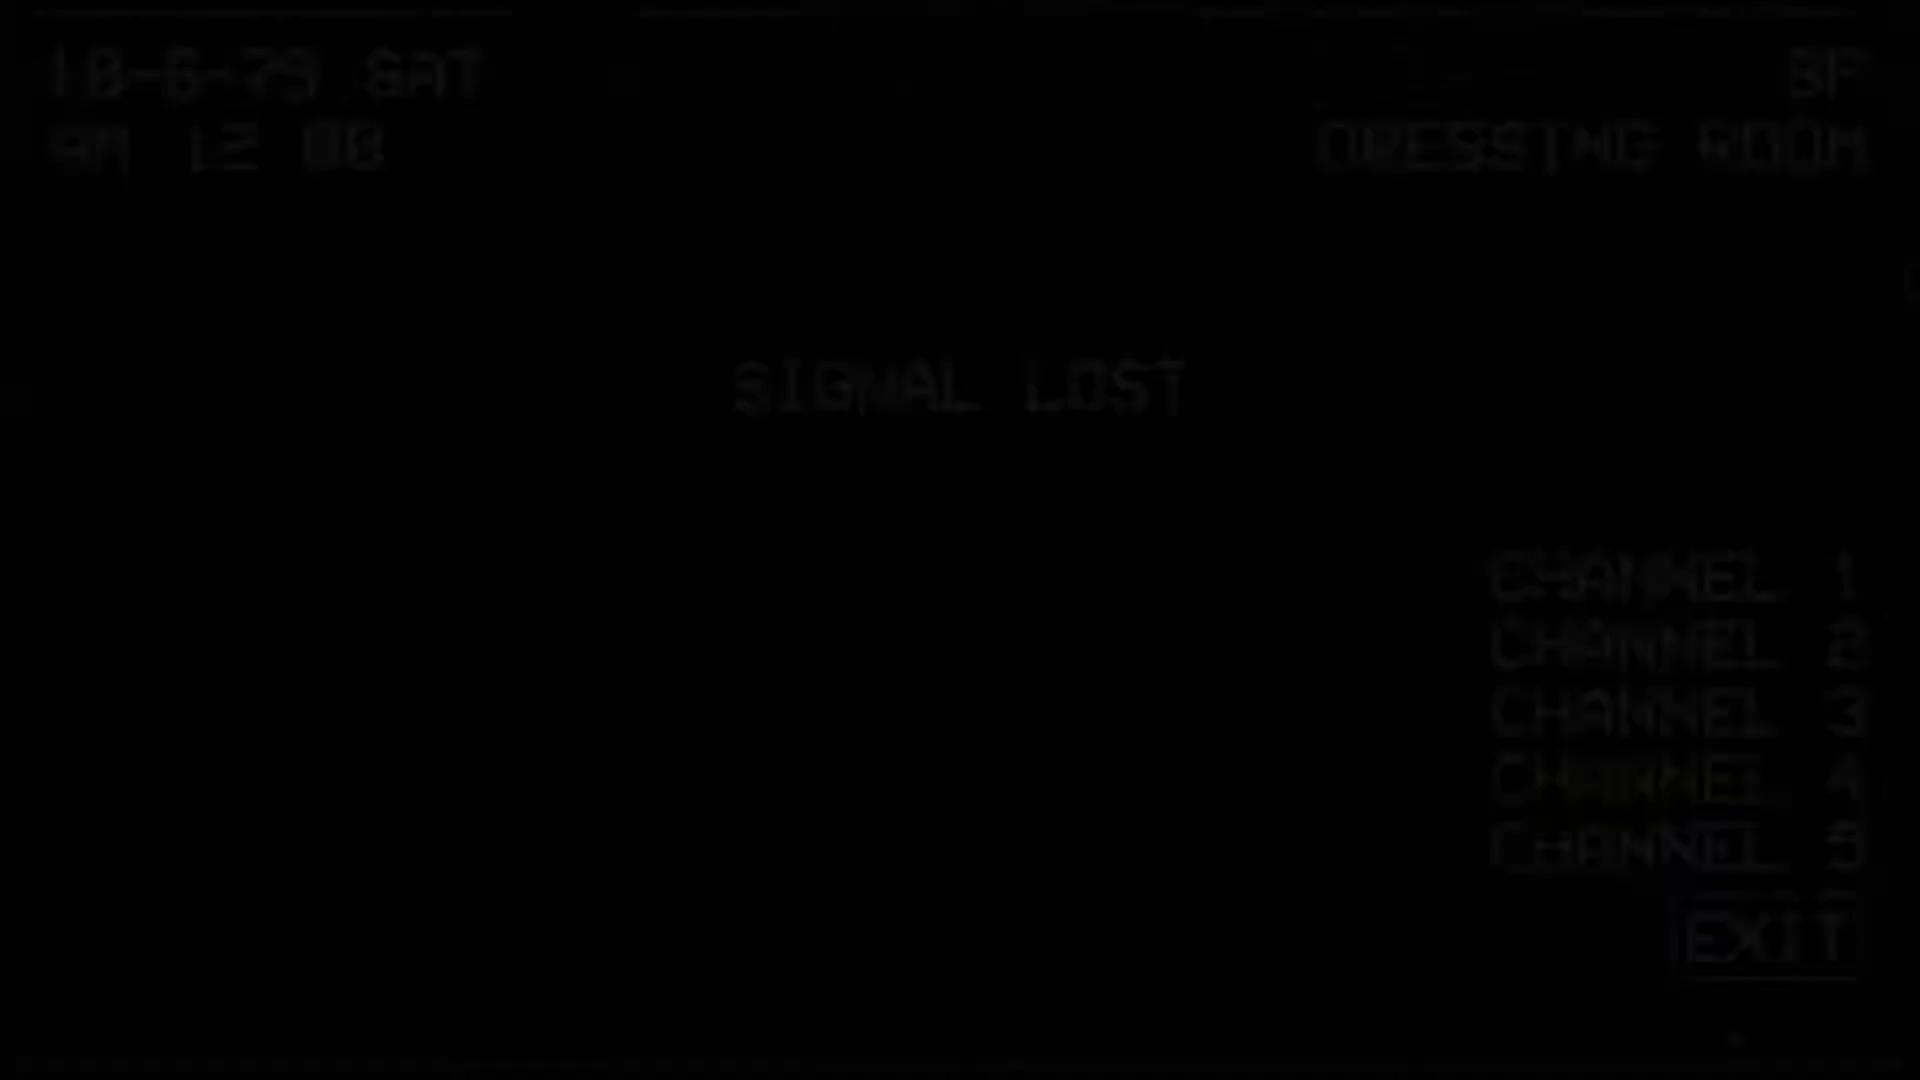 10-6-79 SAT
AM 12 00
SP
DRESSING ROOM
SIGNAL LOST
CHANNEL 1
CHANNEL 2
CHANNEL 3
CHANNEL 4
CHANNEL 5
EXIT